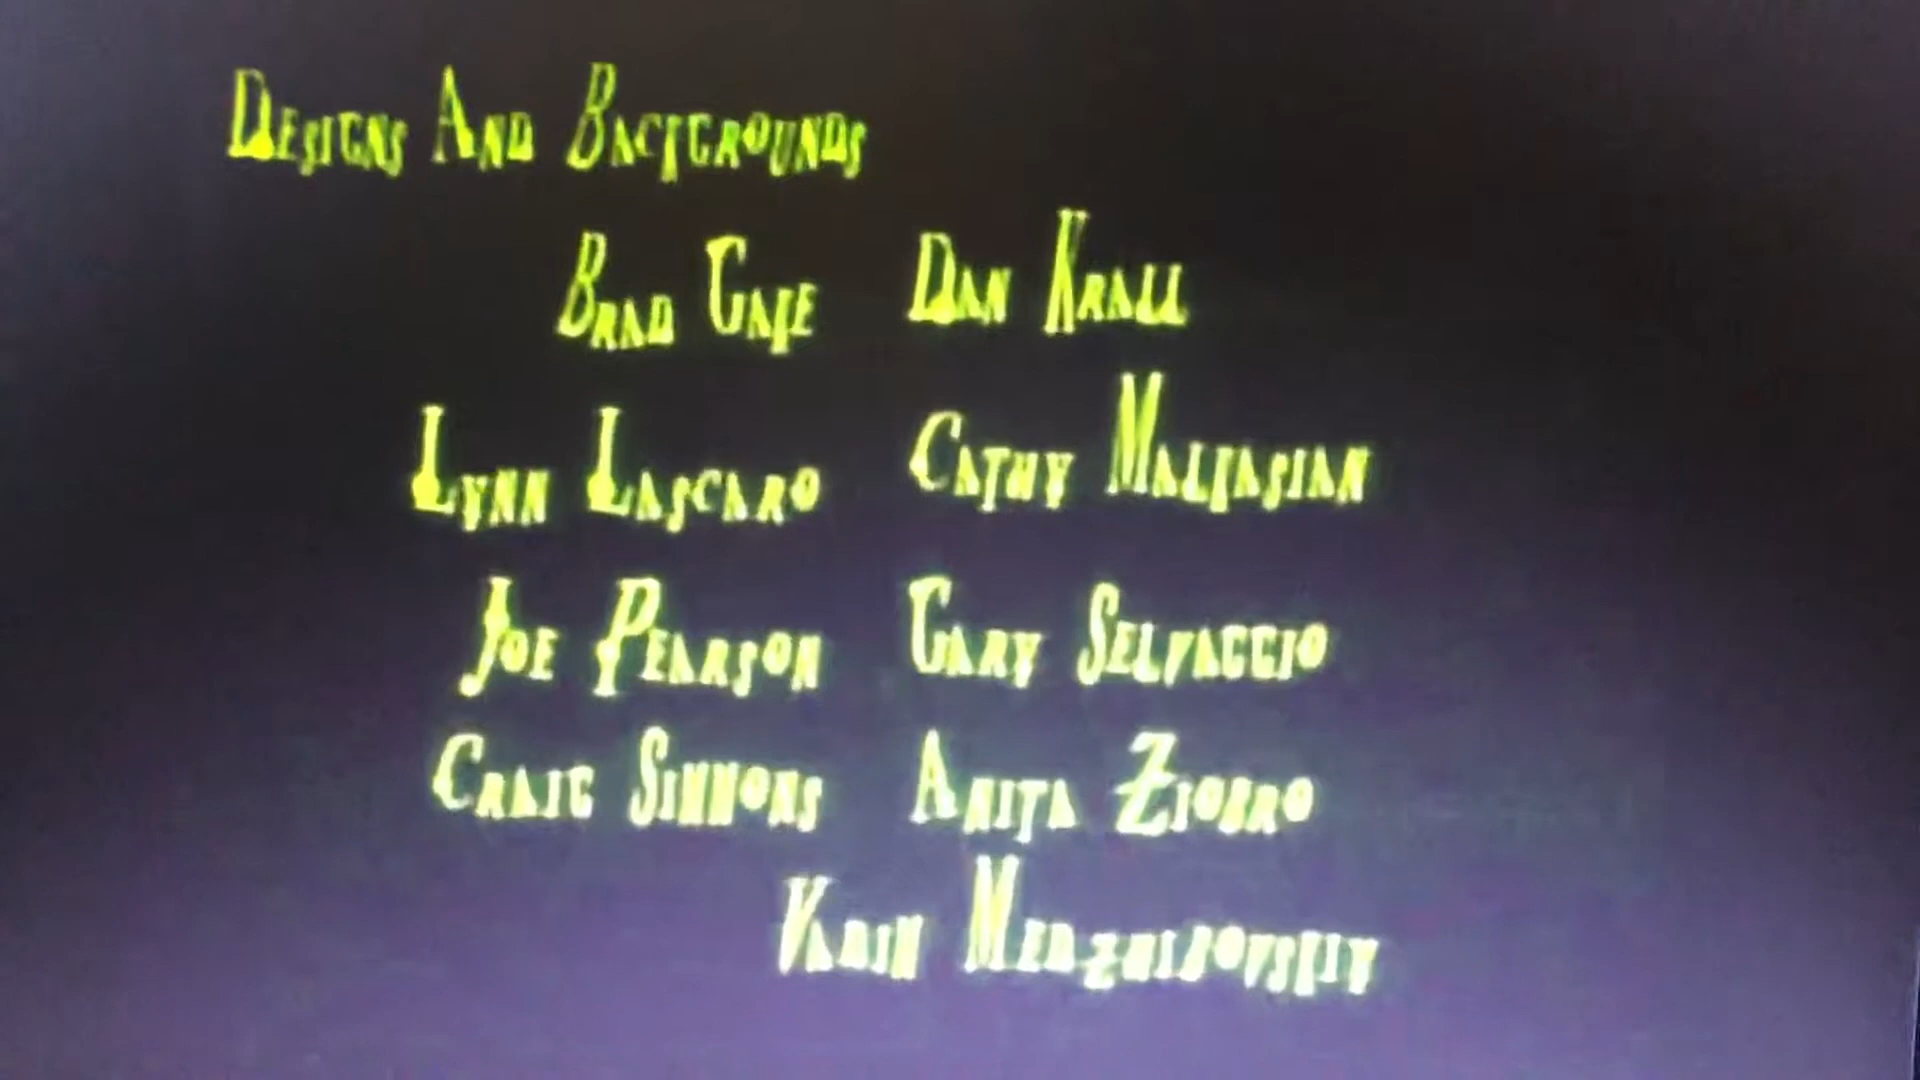 Designs And Backgrounds
Brad Gake Dan Krall
Lynn Lascaro Cathy Malkasian
Joe Pearson Gary Selvaggio
Craig Simmons Anita Ziobro
Vadim